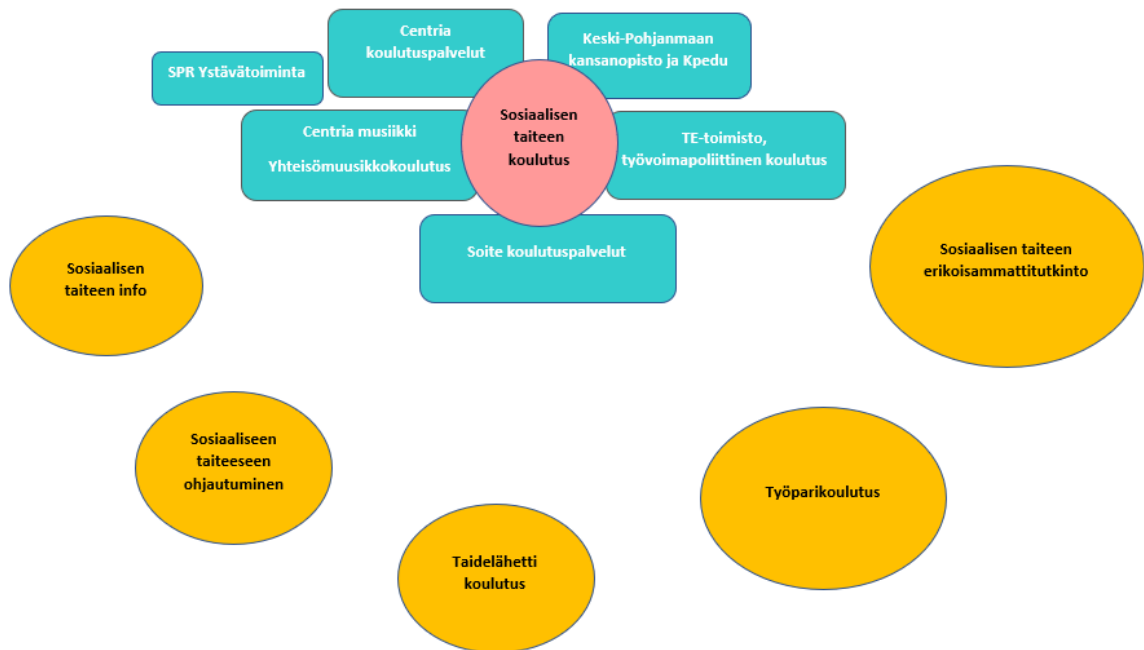 Centria
koulutuspalvelut
Keski-Pohjanmaan
kansanopisto ja Kpedu
SPR Ystävätoiminta
Sosiaalisen
taiteen
koulutus
Centria musiikki
Yhteisömuusikkokoulutus
TE-toimisto,
työvoimapoliittinen koulutus
Soite koulutuspalvelut
Sosiaalisen
taiteen info
Sosiaalisen taiteen
erikoisammattitutkinto
Sosiaaliseen
taiteeseen
ohjautuminen
Työparikoulutus
Taidelähetti
koulutus